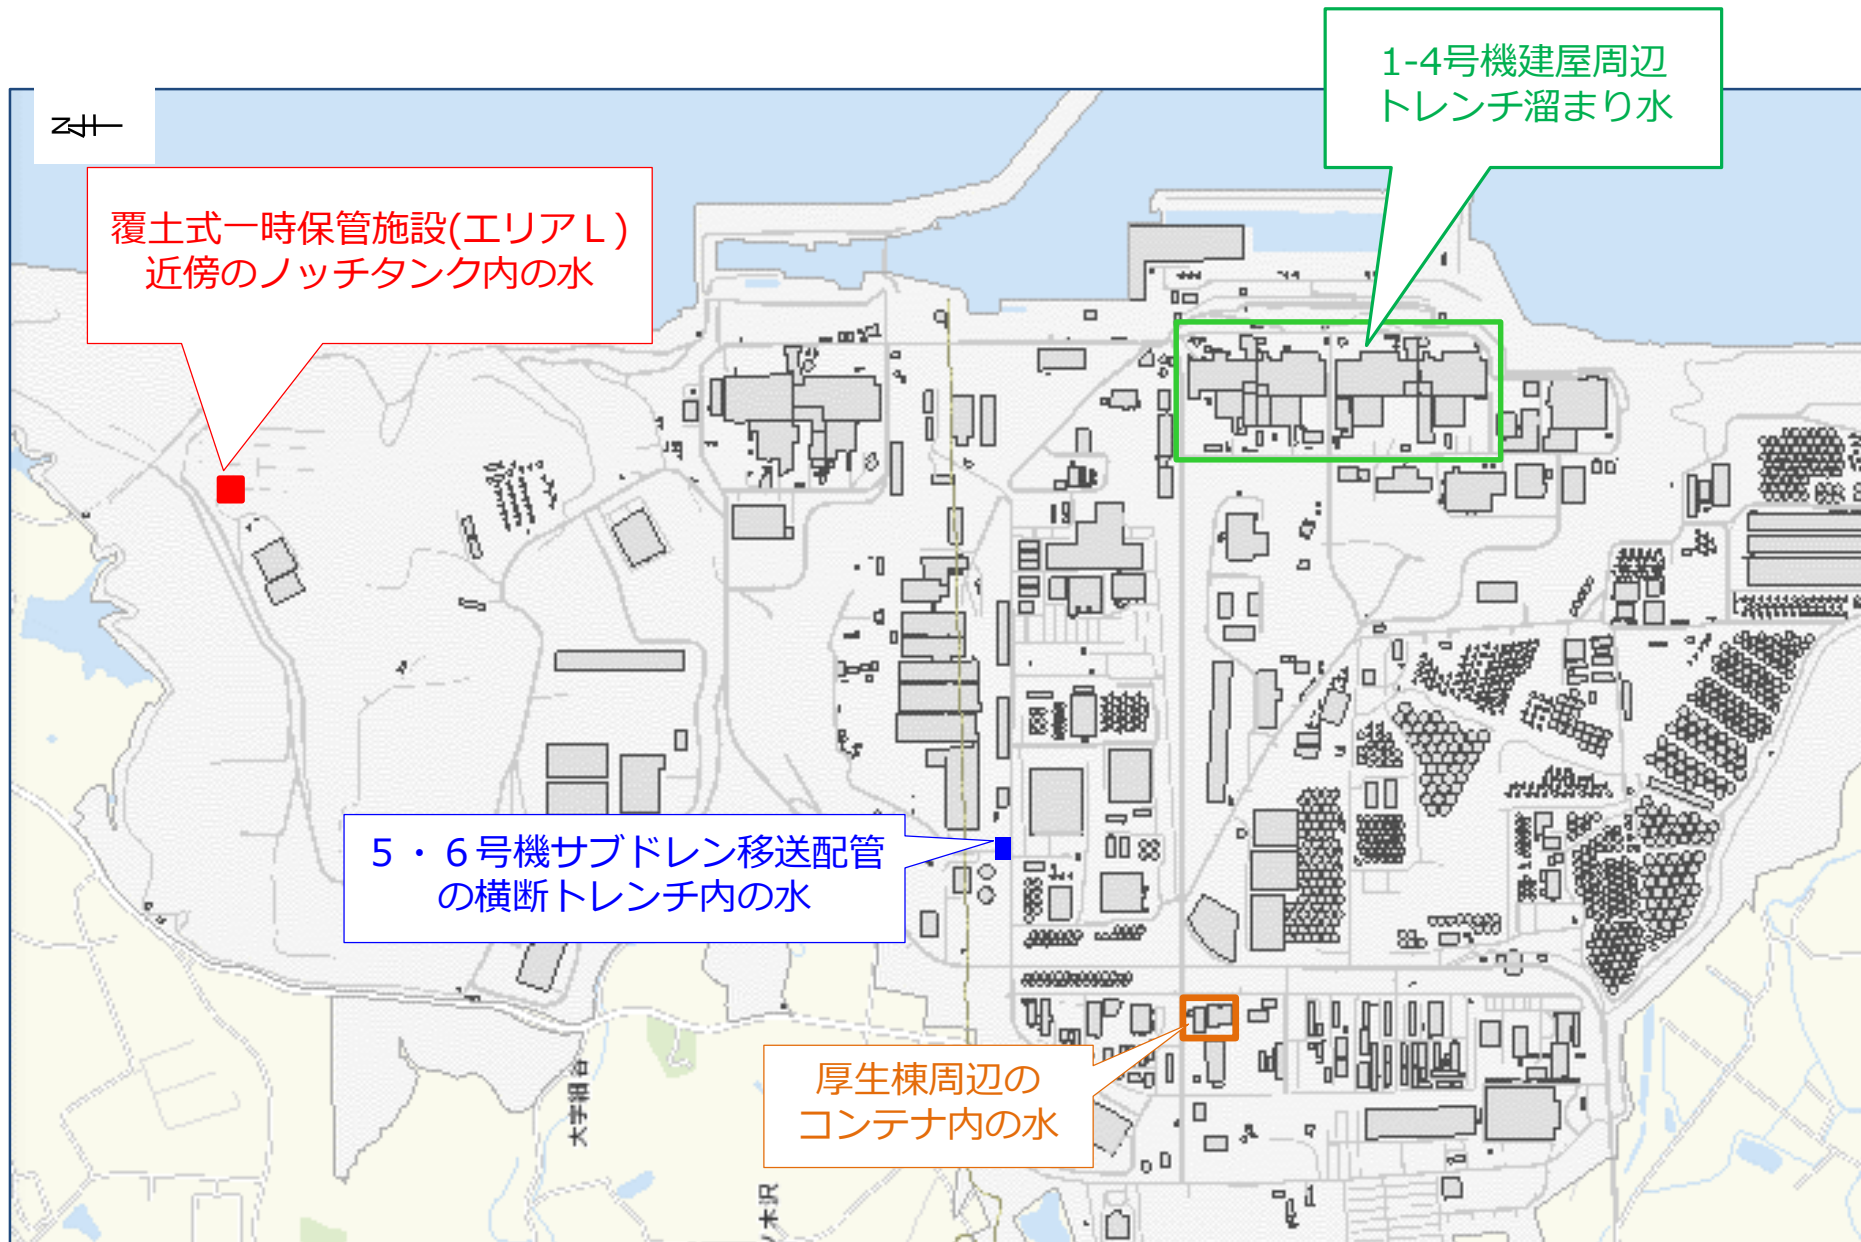 1-4号機建屋周辺
トレンチ溜まり水
N
覆土式一時保管施設(エリアL)
近傍のノッチタンク内の水
5・6号機サブドレン移送配管
の横断トレンチ内の水
厚生棟周辺の
コンテナ内の水